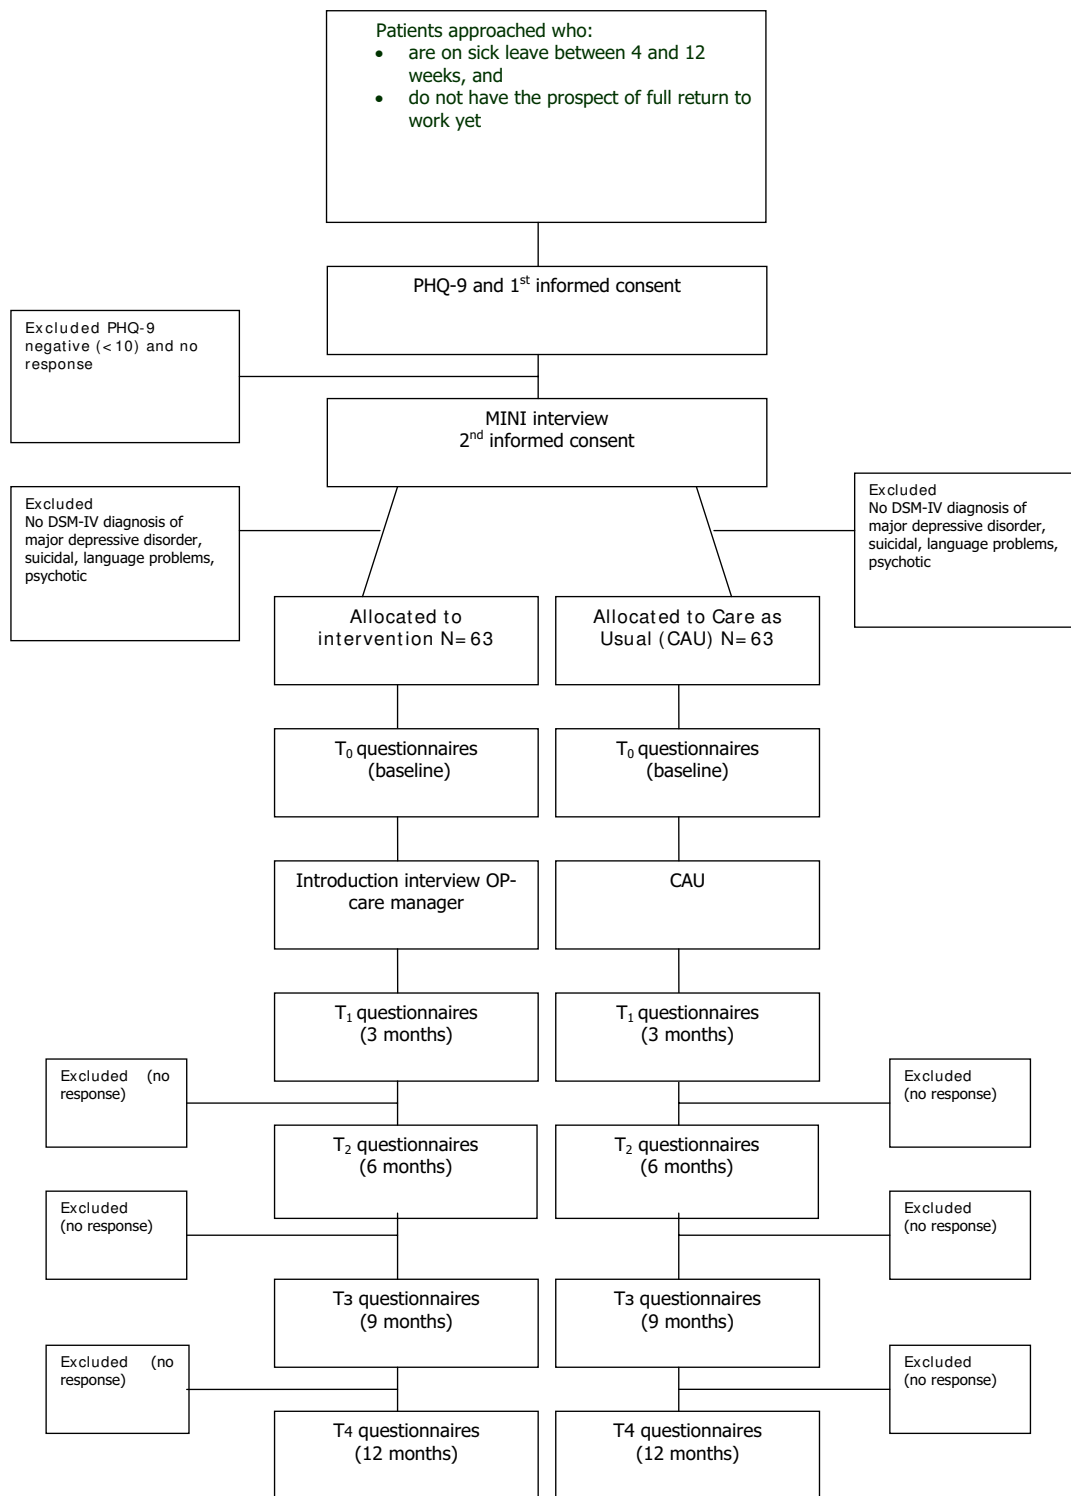 Patients approached who:
• are on sick leave between 4 and 12
weeks, and
• do not have the prospect of full return to
work yet
PHQ-9 and 1st informed consent
Excluded PHQ-9
negative (<10) and no
response
MINI interview
2nd informed consent
Excluded
No DSM-IV diagnosis of
major depressive disorder,
suicidal, language problems,
psychotic
Excluded
No DSM-IV diagnosis of
major depressive disorder,
suicidal, language problems,
psychotic
Allocated to
intervention N=63
Allocated to Care as
Usual (CAU) N=63
T0 questionnaires
(baseline)
T0 questionnaires
(baseline)
Introduction interview OP-
care manager
CAU
T1 questionnaires
(3 months)
T1 questionnaires
(3 months)
Excluded (no
response)
Excluded
(no response)
T2 questionnaires
(6 months)
T2 questionnaires
(6 months)
Excluded
(no response)
Excluded
(no response)
T3 questionnaires
(9 months)
T3 questionnaires
(9 months)
Excluded (no
response)
Excluded
(no response)
T4 questionnaires
(12 months)
T4 questionnaires
(12 months)